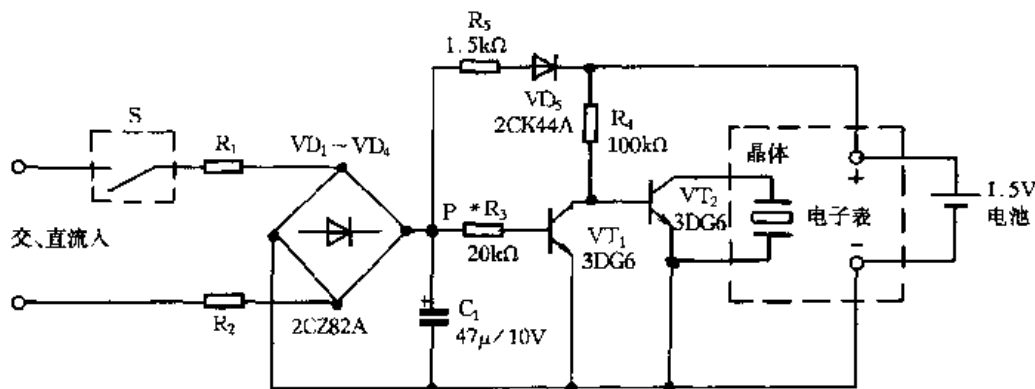 R5
1.5kΩ
VD5
2CK44A
S
R1
VD1~VD4
R4
100kΩ
晶体
+
1.5V
电池
电子表
-
P
*R3
20kΩ
VT1
3DG6
VT2
3DG6
交、直流入
R2
2CZ82A
+
C1
47μ/10V